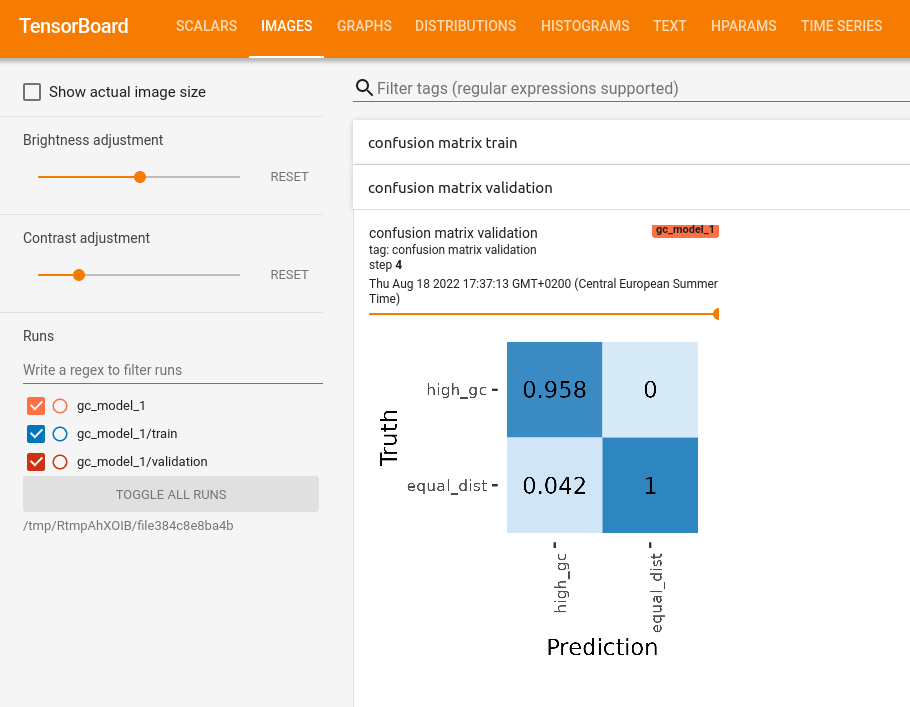 TensorBoard SCALARS IMAGES GRAPHS DISTRIBUTIONS HISTOGRAMS TEXT HPARAMS TIME SERIES
Show actual image size
Brightness adjustment
RESET
Contrast adjustment
RESET
Runs
Write a regex to filter runs
gc_model_1
gc_model_1/train
gc_model_1/validation
TOGGLE ALL RUNS
/tmp/RtmpAhXOIB/file384c8e8ba4b
Filter tags (regular expressions supported)
confusion matrix train
confusion matrix validation
confusion matrix validation gc_model_1
tag: confusion matrix validation
step 4
Thu Aug 18 2022 17:37:13 GMT+0200 (Central European Summer
Time)
Truth
high_gc 0.958 0
equal_dist 0.042 1
high_gc equal_dist
Prediction